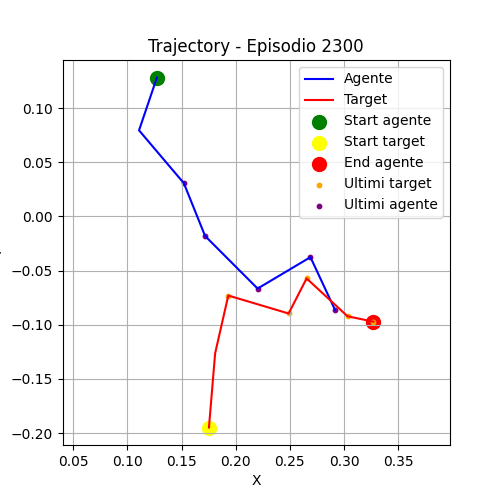 Trajectory - Episodio 2300
Agente
Target
Start agente
Start target
End agente
Ultimi target
Ultimi agente
0.10
0.05
0.00
−0.05
−0.10
−0.15
−0.20
0.05 0.10 0.15 0.20 0.25 0.30 0.35
X